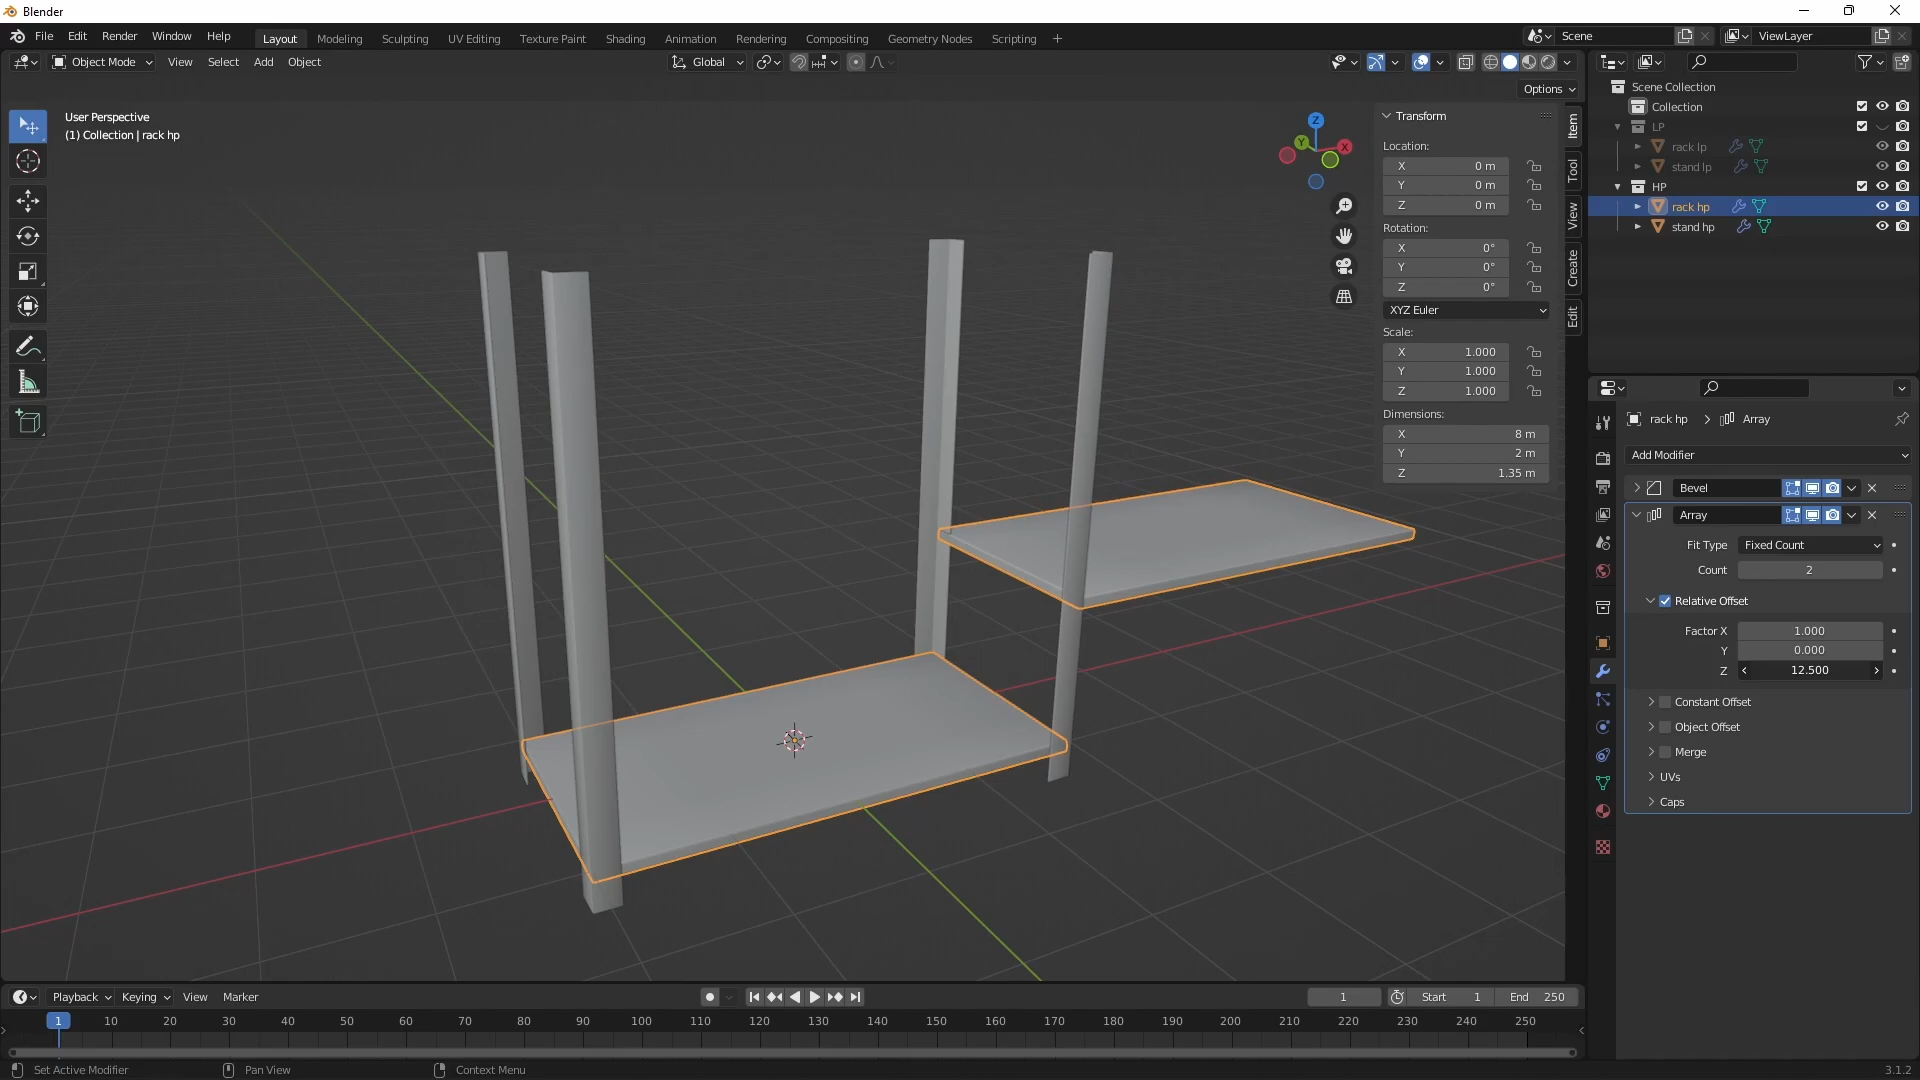 Blender
File Edit Render Window Help Layout Modeling Sculpting UV Editing Texture Paint Shading Animation Rendering Compositing Geometry Nodes Scripting + Scene ViewLayer
Object Mode View Select Add Object Global
Options
User Perspective
(1) Collection | rack hp
Z
Y
X
Transform
Location:
X 0 m
Y 0 m
Z 0 m
Rotation:
X 0°
Y 0°
Z 0°
XYZ Euler
Scale:
X 1.000
Y 1.000
Z 1.000
Dimensions:
X 8 m
Y 2 m
Z 1.35 m
Item
Tool
View
Create
Edit
Scene Collection
Collection
LP
rack lp
stand lp
HP
rack hp
stand hp
rack hp > Array
Add Modifier
Bevel
Array
Fit Type Fixed Count
Count 2
Relative Offset
Factor X 1.000
Y 0.000
Z 12.500
Constant Offset
Object Offset
Merge
UVs
Caps
Playback Keying View Marker 1 Start 1 End 250
1 10 20 30 40 50 60 70 80 90 100 110 120 130 140 150 160 170 180 190 200 210 220 230 240 250
Set Active Modifier Pan View Context Menu 3.1.2